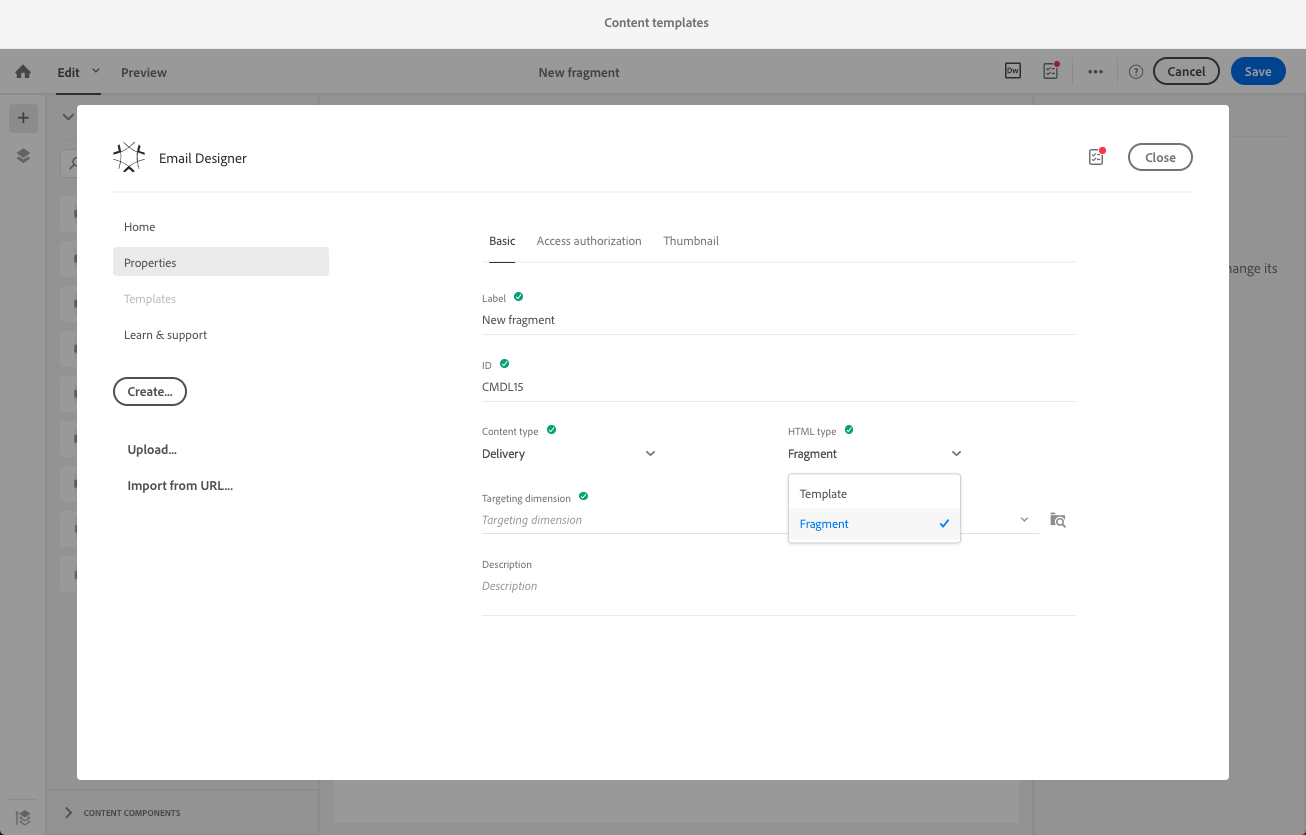 Content templates
Edit Preview New fragment Dw ? Cancel Save
Email Designer Close
Home
Properties
Templates
Learn & support
Create...
Upload...
Import from URL...
Basic Access authorization Thumbnail
Label
New fragment
ID
CMDL15
Content type HTML type
Delivery Fragment
Template
Fragment
Targeting dimension
Targeting dimension
Description
Description
its
CONTENT COMPONENTS